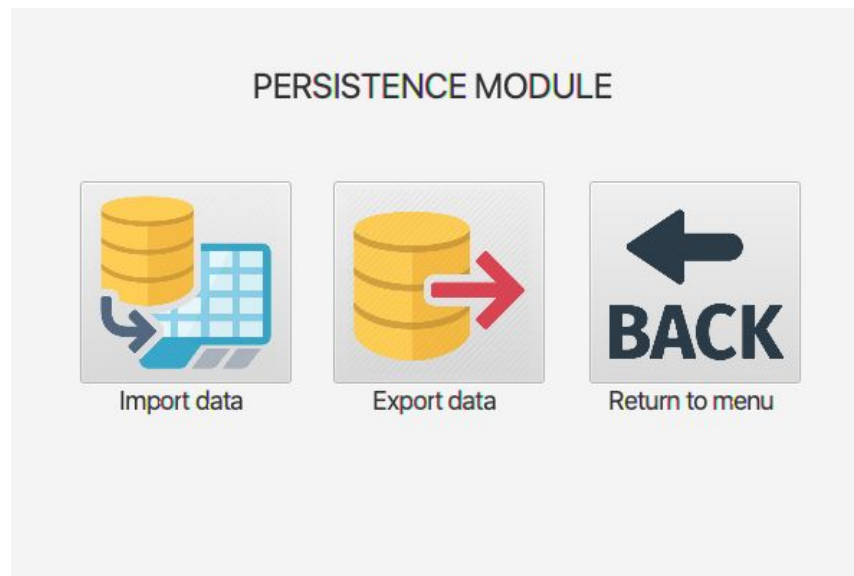 PERSISTENCE MODULE
BACK
Import data
Export data
Return to menu